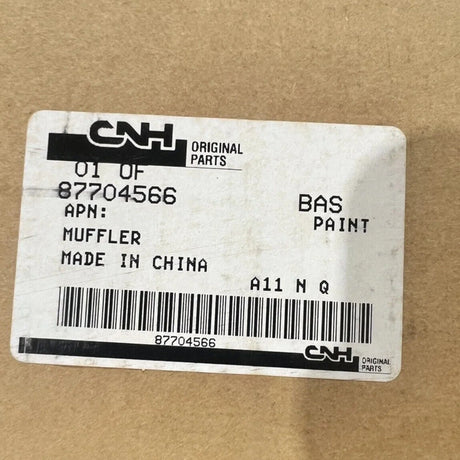 CNH ORIGINAL
PARTS
01 OF
87704566 BAS
APN: PAINT
MUFFLER
MADE IN CHINA
A11 N Q
87704566
CNH ORIGINAL
PARTS